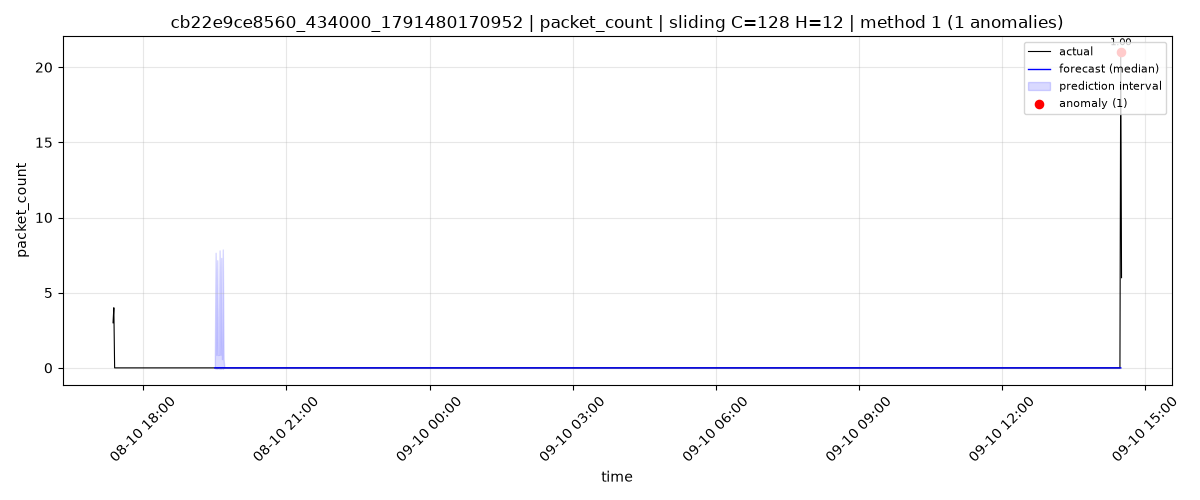 cb22e9ce8560_434000_1791480170952 | packet_count | sliding C=128 H=12 | method 1 (1 anomalies)
1.00
actual
forecast (median)
prediction interval
anomaly (1)
packet_count
20
15
10
5
0
08-10 18:00
08-10 21:00
09-10 00:00
09-10 03:00
09-10 06:00
09-10 09:00
09-10 12:00
09-10 15:00
time